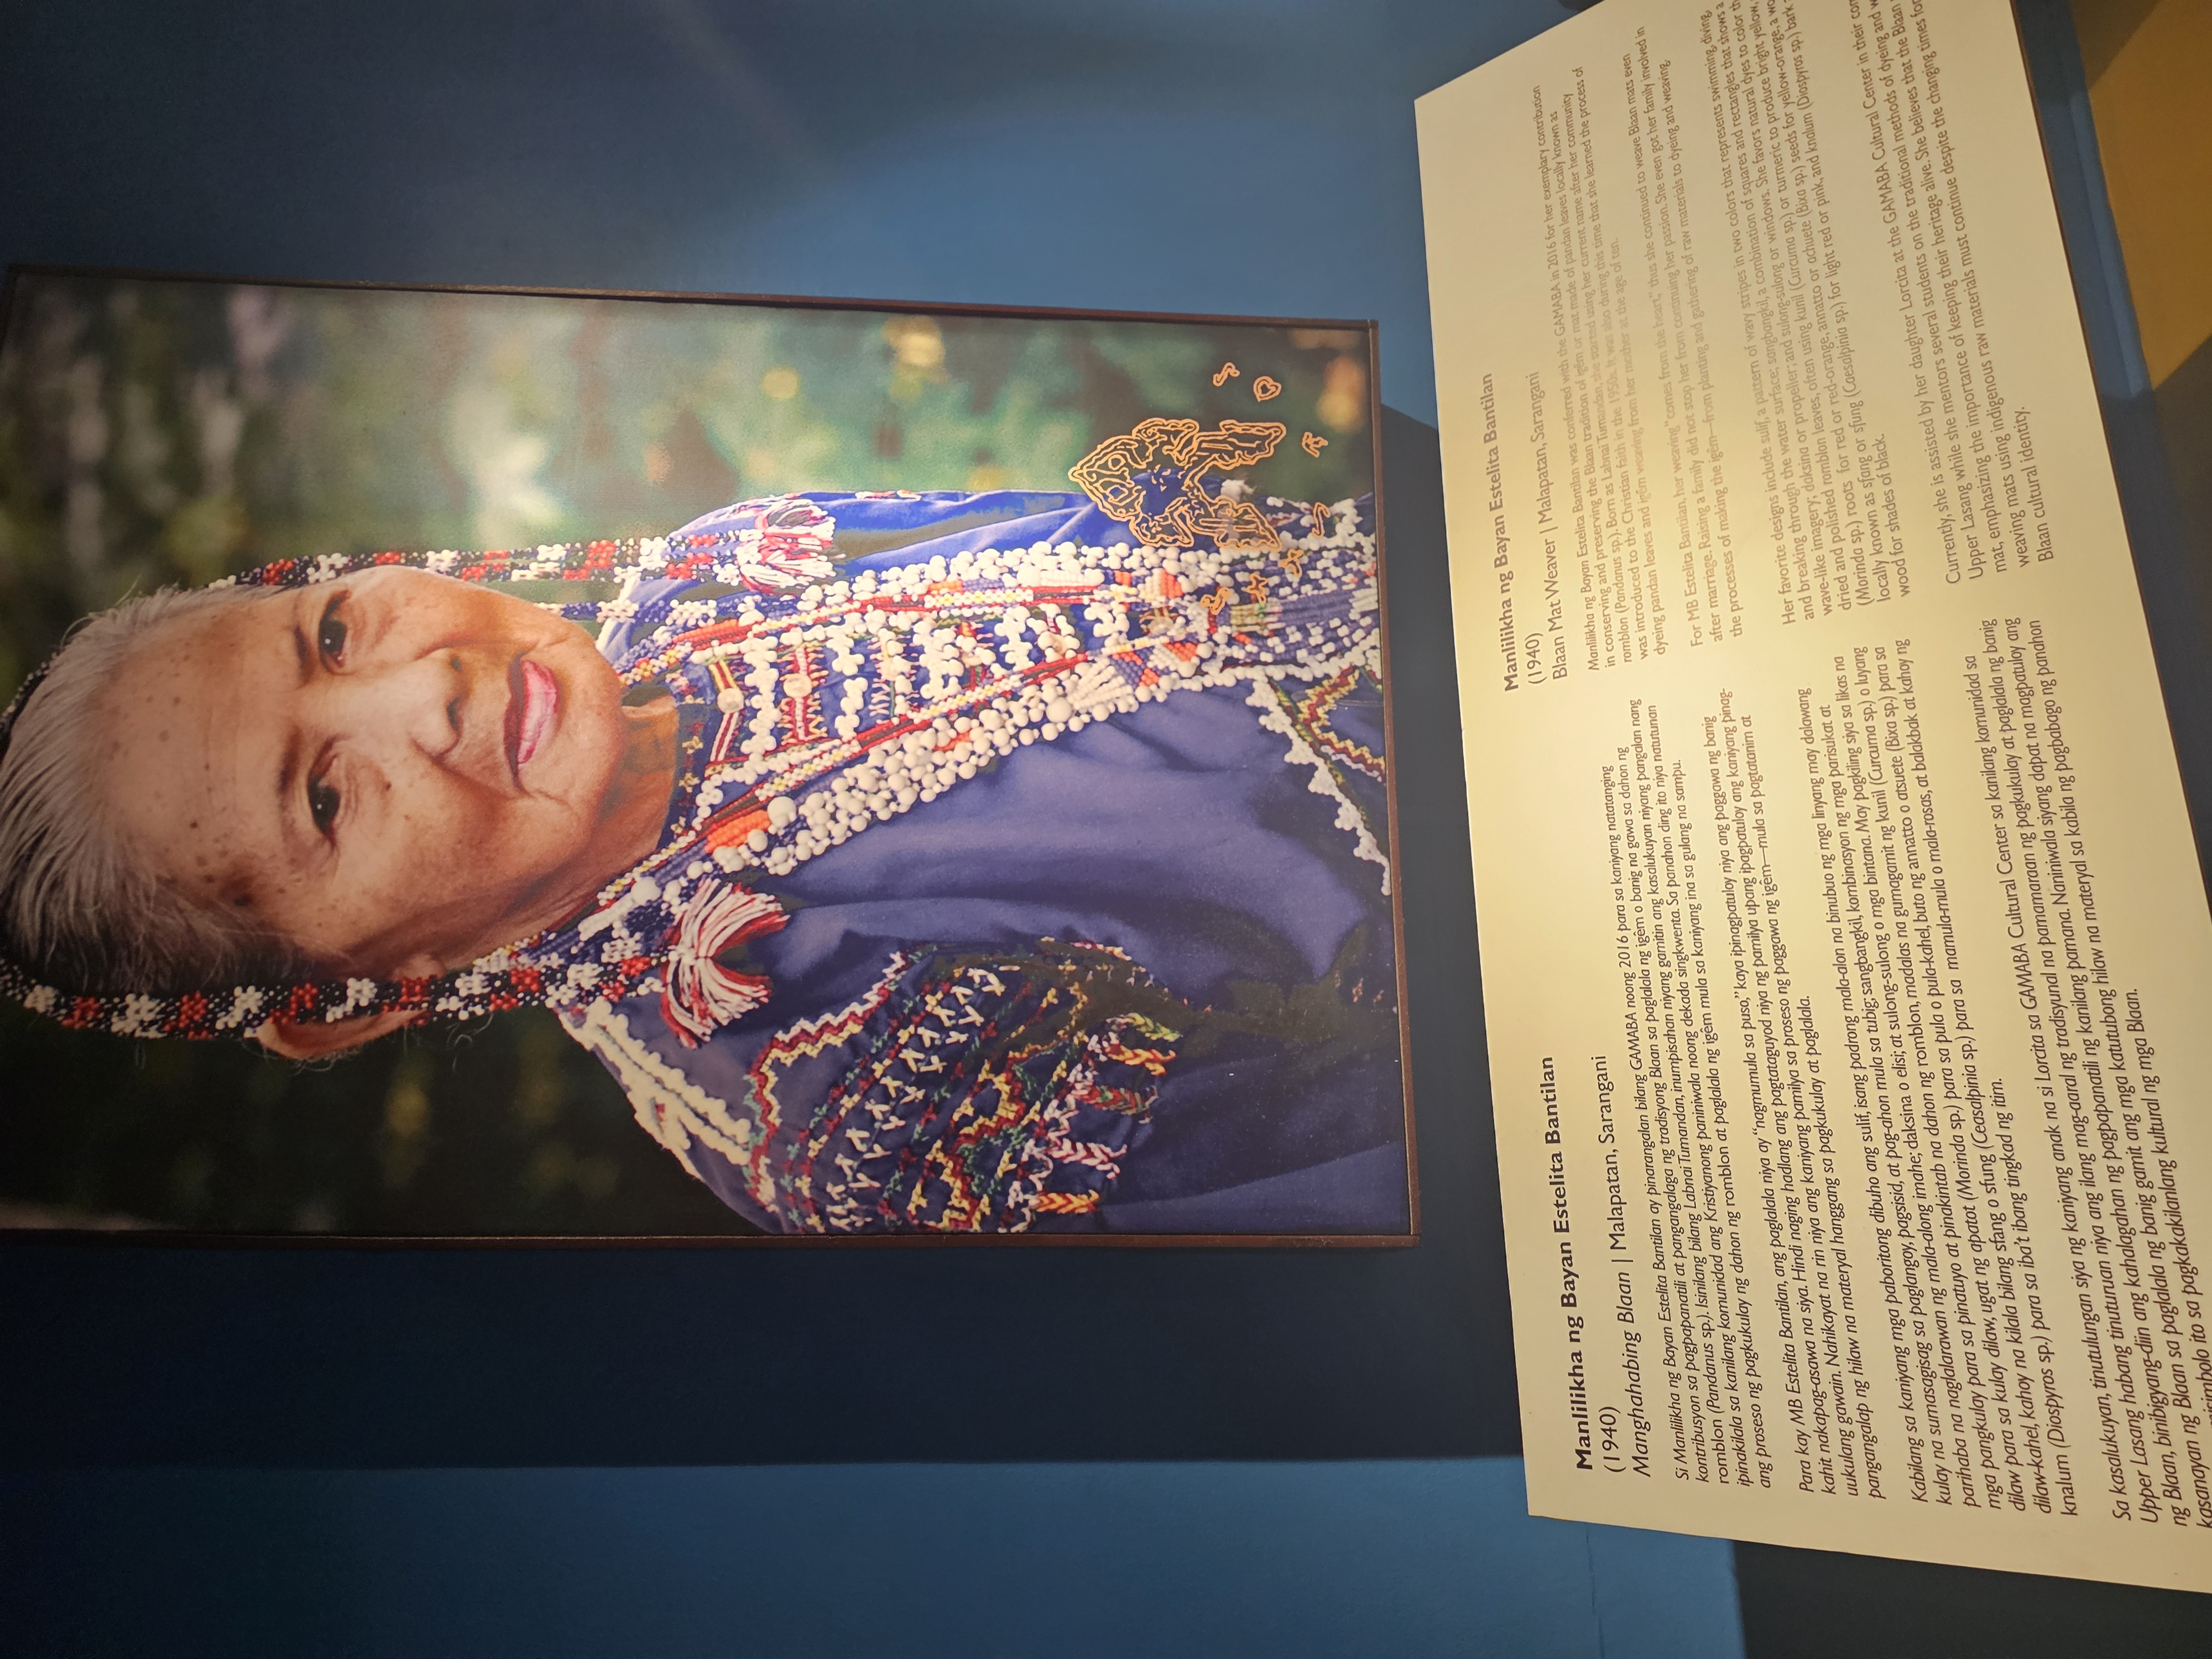 Manlilikha ng Bayan Estelita Bantilan
(1940)
Manghahabing Blaan | Malapatan, Sarangani
Si Manlilikha ng Bayan Estelita Bantilan ay pinarangalan bilang GAMABA noong 2016 para sa kaniyang natatanging
kontribusyon sa pagpapanatili at pangangalaga ng tradisyong Blaan sa paglalala ng igêm o banig na gawa sa dahon ng
romblon (Pandanus sp.). Isinilang bilang Labnai Tumandan, inumpisahan niyang gamitin ang kasalukuyan niyang pangalan nang
ipinakilala sa kanilang komunidad ang Kristiyanong paniniwala noong dekada singkwenta. Sa panahon ding ito niya natutunan
ang proseso ng pagkukulay ng dahon ng romblon at paglalala ng igêm mula sa kaniyang ina sa gulang na sampu.
Para kay MB Estelita Bantilan, ang paglalala niya ay “nagmumula sa puso,” kaya ipinagpatuloy niya ang paggawa ng banig
kahit nakapag-asawa na siya. Hindi naging hadlang ang pagtataguyod niya ng pamilya upang ipagpatuloy ang kaniyang pinag-
uukulang gawain. Nahikayat na rin niya ang kaniyang pamilya sa proseso ng paggawa ng igêm—mula sa pagtatanim at
pangangalap ng hilaw na materyal hanggang sa pagkukulay at paglalala.
Kabilang sa kaniyang mga paboritong dibuho ang sulif, isang padrong mala-alon na binubuo ng mga linyang may dalawang
kulay na sumasagisag sa paglangoy, pagsisid, at pag-ahon mula sa tubig; sangbangkil, kombinasyon ng mga parisukat at
parihaba na naglalarawan ng mala-along imahe; daksina o elisi; at sulong-sulong o mga bintana. May pagkiling siya sa likas na
mga pangkulay para sa pinatuyo at pinakintab na dahon ng romblon, madalas na gumagamit ng kunil (Curcuma sp.) o luyang
dilaw para sa kulay dilaw, ugat ng apatot (Morinda sp.) para sa pula o pula-kahel, buto ng annatto o atsuete (Bixa sp.) para sa
dilaw-kahel, kahoy na kilala bilang sfang o sfung (Ceasalpinia sp.) para sa mamula-mula o mala-rosas, at balakbak at kahoy ng
knalum (Diospyros sp.) para sa iba’t ibang tingkad ng itim.
Sa kasalukuyan, tinutulungan siya ng kaniyang anak na si Lorcita sa GAMABA Cultural Center sa kanilang komunidad sa
Upper Lasang habang tinuturuan niya ang ilang mag-aaral ng tradisyunal na pamamaraan ng pagkukulay at paglalala ng banig
ng Blaan, binibigyang-diin ang kahalagahan ng pagpapanatili ng kanilang pamana. Naniniwala siyang dapat na magpatuloy ang
kasanayan ng Blaan sa paglalala ng banig gamit ang mga katutubong hilaw na materyal sa kabila ng pagbabago ng panahon
ito sa pagkakakilanlang kultural ng mga Blaan.
Manlilikha ng Bayan Estelita Bantilan
(1940)
Blaan Mat Weaver | Malapatan, Sarangani
Manlilikha ng Bayan Estelita Bantilan was conferred with the GAMABA in 2016 for her exemplary contribution
in conserving and preserving the Blaan tradition of igêm or mat made of pandan leaves locally known as
romblon (Pandanus sp.). Born as Labnai Tumandan, she started using her current name after her community
was introduced to the Christian faith in the 1950s. It was also during this time that she learned the process of
dyeing pandan leaves and igêm weaving from her mother at the age of ten.
For MB Estelita Bantilan, her weaving “comes from the heart,” thus she continued to weave Blaan mats even
after marriage. Raising a family did not stop her from continuing her passion. She even got her family involved in
the processes of making the igêm—from planting and gathering of raw materials to dyeing and weaving.
Her favorite designs include sulif, a pattern of wavy stripes in two colors that represents swimming, diving,
and breaking through the water surface; sangbangkil, a combination of squares and rectangles that shows a
wave-like imagery; daksina or propeller; and sulong-sulong or windows. She favors natural dyes to color
dried and polished romblon leaves, often using kunil (Curcuma sp.) or turmeric to produce bright yellow,
(Morinda sp.) roots for red or red-orange, annatto or achuete (Bixa sp.) seeds for yellow-orange, a
locally known as sfang or sfung (Caesalpinia sp.) for light red or pink, and knalum (Diospyros sp.) bark
wood for shades of black.
Currently, she is assisted by her daughter Lorcita at the GAMABA Cultural Center in their
Upper Lasang while she mentors several students on the traditional methods of dyeing and
mat, emphasizing the importance of keeping their heritage alive. She believes that the Blaan
weaving mats using indigenous raw materials must continue despite the changing times for
Blaan cultural identity.